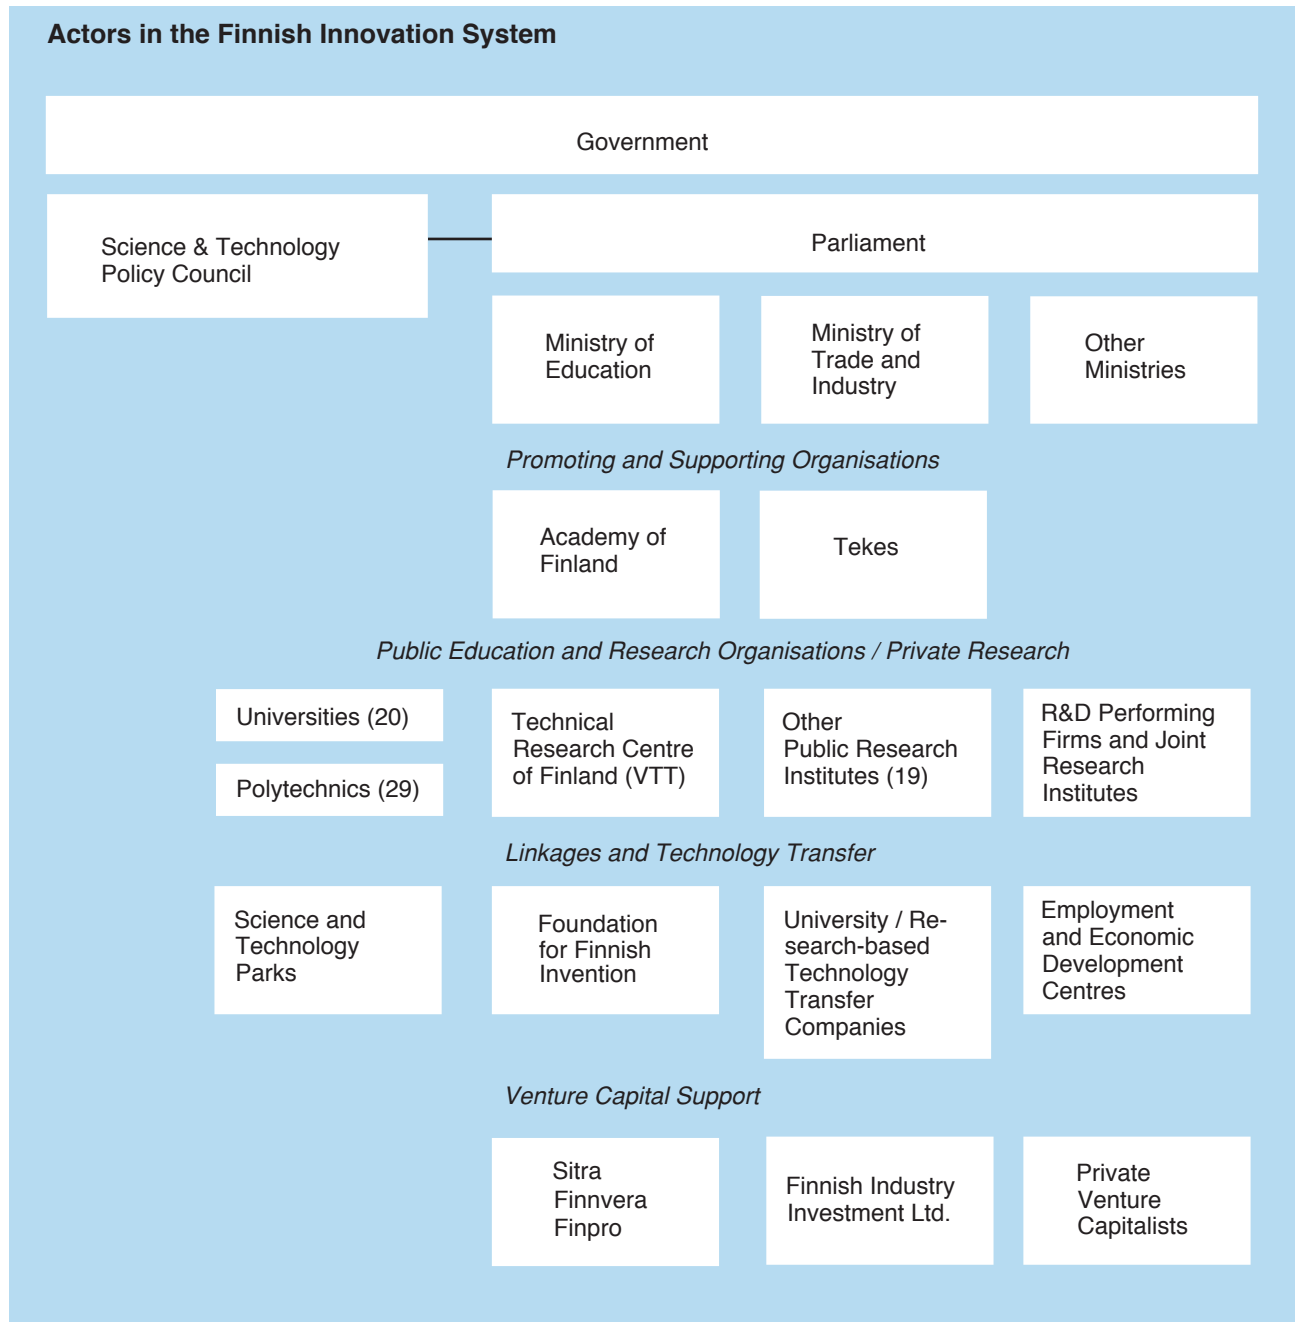 Actors in the Finnish Innovation System
Government
Science & Technology
Policy Council
Parliament
Ministry of
Education
Ministry of
Trade and
Industry
Other
Ministries
Promoting and Supporting Organisations
Academy of
Finland
Tekes
Public Education and Research Organisations / Private Research
Universities (20)
Polytechnics (29)
Technical
Research Centre
of Finland (VTT)
Other
Public Research
Institutes (19)
R&D Performing
Firms and Joint
Research
Institutes
Linkages and Technology Transfer
Science and
Technology
Parks
Foundation
for Finnish
Invention
University / Re-
search-based
Technology
Transfer
Companies
Employment
and Economic
Development
Centres
Venture Capital Support
Sitra
Finnvera
Finpro
Finnish Industry
Investment Ltd.
Private
Venture
Capitalists